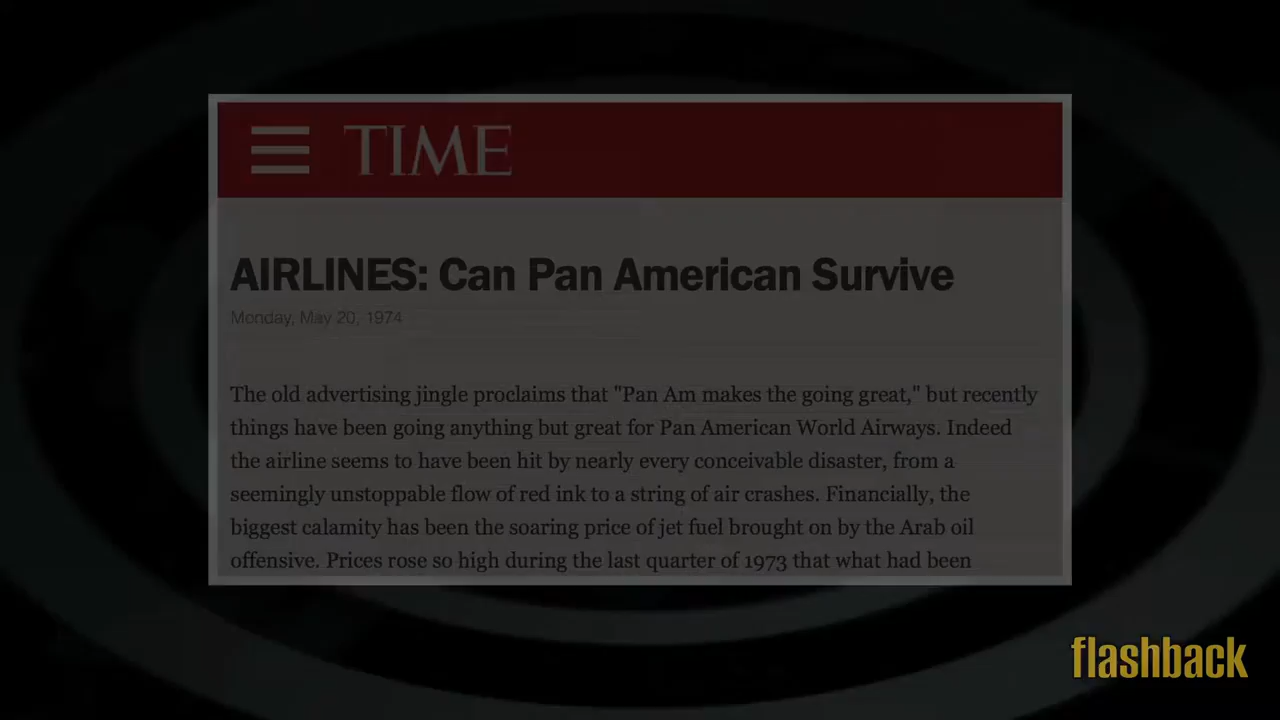 TIME
AIRLINES: Can Pan American Survive
Monday, May 20, 1974
The old advertising jingle proclaims that "Pan Am makes the going great," but recently
things have been going anything but great for Pan American World Airways. Indeed
the airline seems to have been hit by nearly every conceivable disaster, from a
seemingly unstoppable flow of red ink to a string of air crashes. Financially, the
biggest calamity has been the soaring price of jet fuel brought on by the Arab oil
offensive. Prices rose so high during the last quarter of 1973 that what had been
flashback